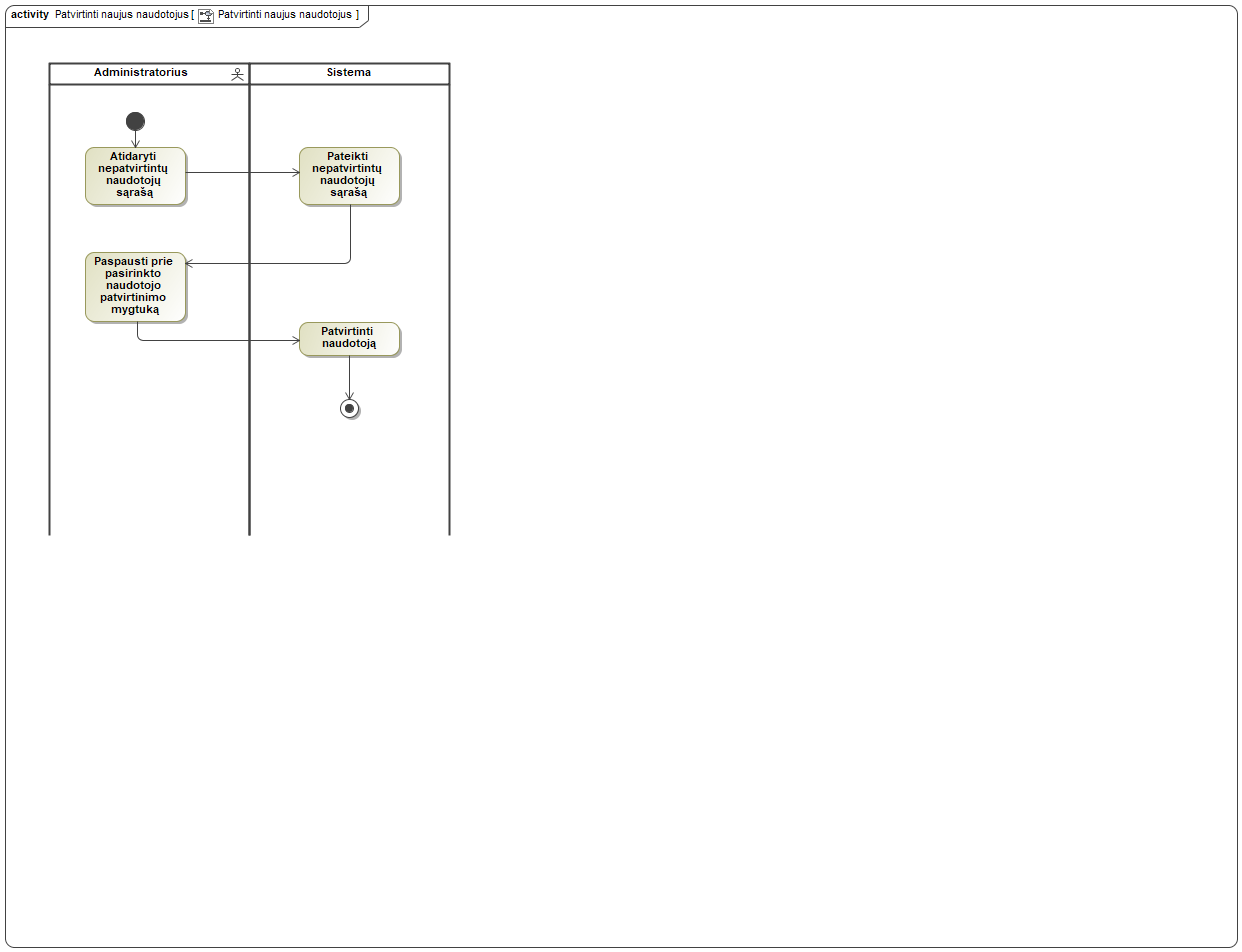 activity Patvirtinti naujus naudotojus [ Patvirtinti naujus naudotojus ]
Administratorius
Sistema
Atidaryti
nepatvirtintų
naudotojų
sąrašą
Pateikti
nepatvirtintų
naudotojų
sąrašą
Paspausti prie
pasirinkto
naudotojo
patvirtinimo
mygtuką
Patvirtinti
naudotoją